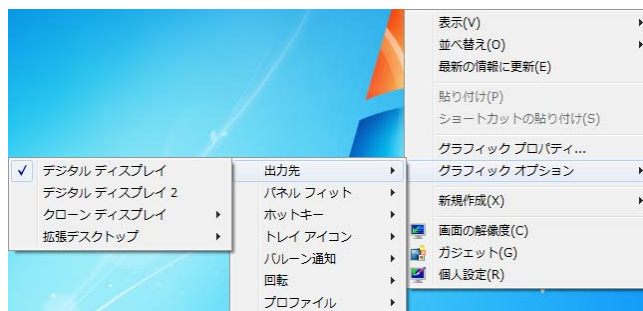 表示(V)
並べ替え(O)
最新の情報に更新(E)
貼り付け(P)
ショートカットの貼り付け(S)
グラフィック プロパティ...
グラフィック オプション
新規作成(X)
画面の解像度(C)
ガジェット(G)
個人設定(R)
出力先
パネル フィット
ホットキー
トレイ アイコン
バルーン通知
回転
プロファイル
デジタル ディスプレイ
デジタル ディスプレイ 2
クローン ディスプレイ
拡張デスクトップ